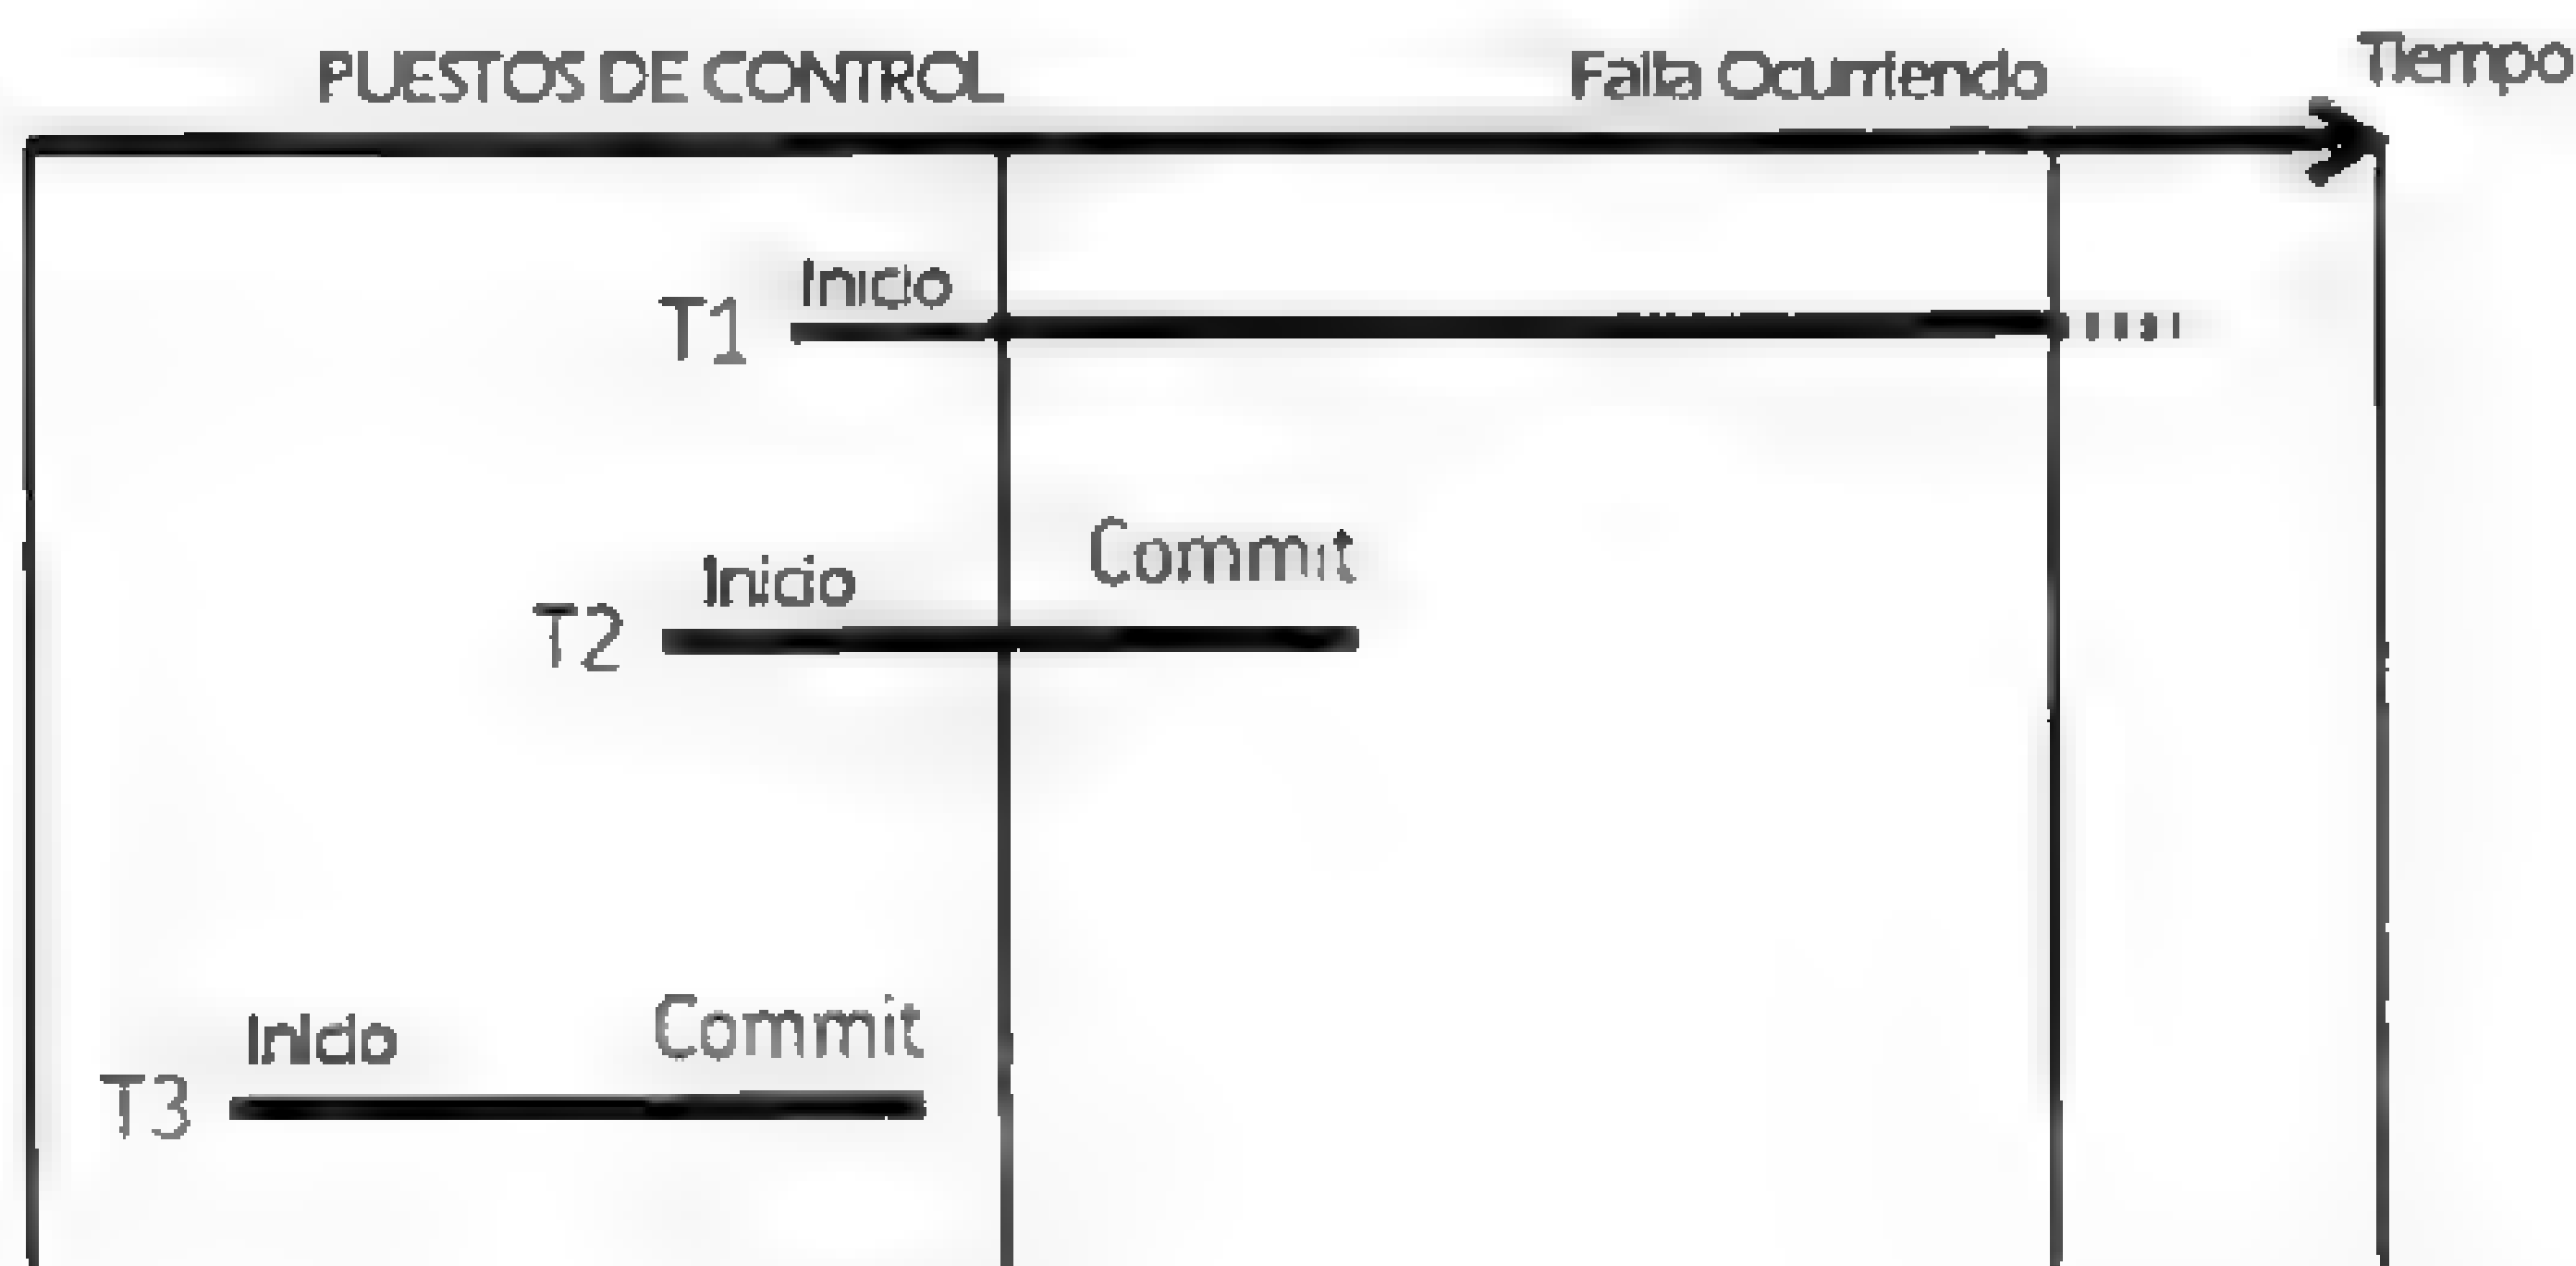 PUESTOS DE CONTROL
Falla Ocurriendo
Tiempo
Inicio
T1
Inicio
Commit
T2
Inicio
Commit
T3